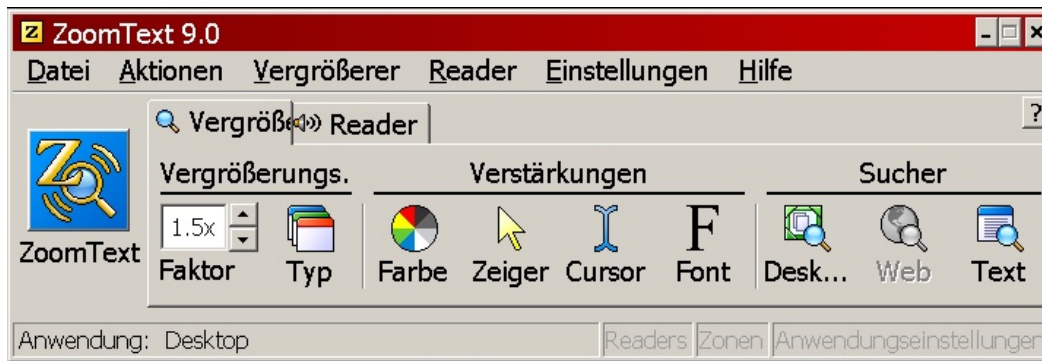 ZoomText 9.0
Datei Aktionen Vergrößerer Reader Einstellungen Hilfe
Vergröß Reader ?
Vergrößerungs. Verstärkungen Sucher
1.5x F
ZoomText Faktor Typ Farbe Zeiger Cursor Font Desk... Web Text
Anwendung: Desktop Readers Zonen Anwendungseinstellungen